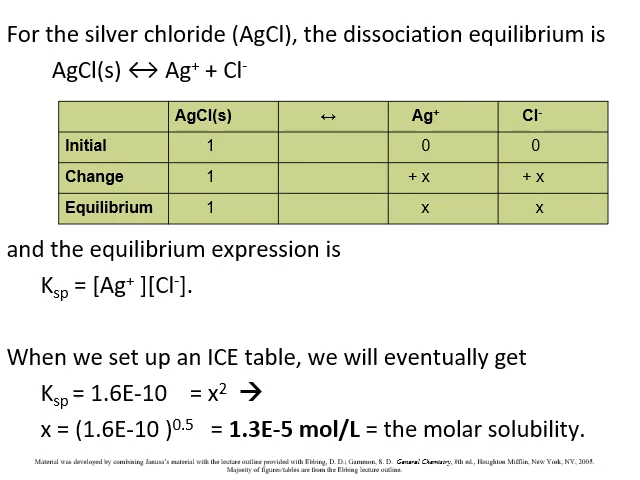 For the silver chloride (AgCl), the dissociation equilibrium is
AgCl(s) ↔ Ag⁺ + Cl⁻
AgCl(s) ↔ Ag⁺ Cl⁻
Initial 1 0 0
Change 1 + x + x
Equilibrium 1 x x
and the equilibrium expression is
Kₛₚ = [Ag⁺ ][Cl⁻].
When we set up an ICE table, we will eventually get
Kₛₚ = 1.6E-10 = x² →
x = (1.6E-10 )⁰·⁵ = 1.3E-5 mol/L = the molar solubility.
Material was developed by combining Janusa's material with the lecture outline provided with Ebbing, D. D.; Gammon, S. D. General Chemistry, 8th ed., Houghton Mifflin, New York, NY, 2005.
Majority of figures/tables are from the Ebbing lecture outline.